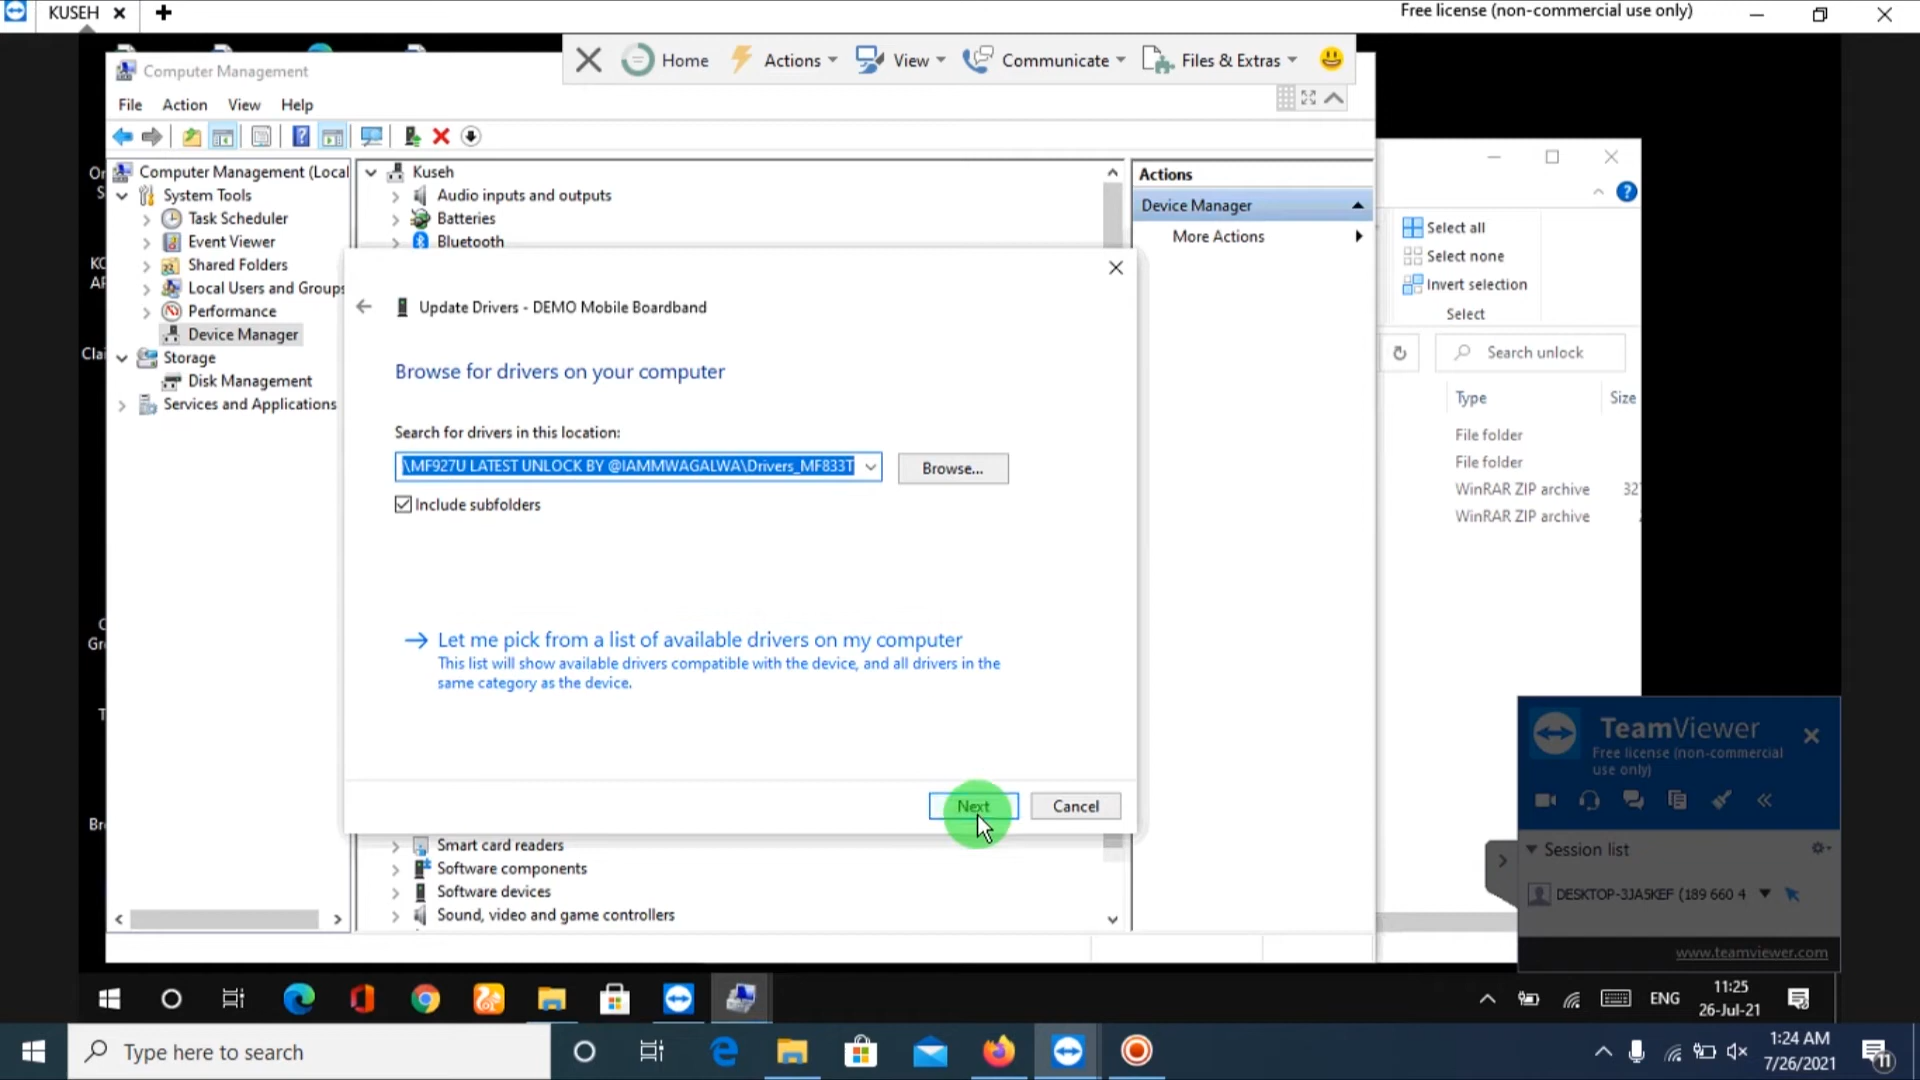 KUSEH
Free license (non-commercial use only)
Computer Management
Home
Actions
View
Communicate
Files & Extras
File Action View Help
Computer Management (Local
System Tools
Task Scheduler
Event Viewer
Shared Folders
Local Users and Groups
Performance
Device Manager
Storage
Disk Management
Services and Applications
Kuseh
Audio inputs and outputs
Batteries
Bluetooth
Actions
Device Manager
More Actions
Select all
Select none
Invert selection
Select
Search unlock
Type Size
File folder
File folder
WinRAR ZIP archive 32
WinRAR ZIP archive
Update Drivers - DEMO Mobile Boardband
Browse for drivers on your computer
Search for drivers in this location:
\MF927U LATEST UNLOCK BY @IAMMWAGALWA\Drivers_MF833T
Browse...
Include subfolders
Let me pick from a list of available drivers on my computer
This list will show available drivers compatible with the device, and all drivers in the
same category as the device.
Next
Cancel
Smart card readers
Software components
Software devices
Sound, video and game controllers
TeamViewer
Free license (non-commercial
use only)
Session list
DESKTOP-3JA5KEF (189 660 4
www.teamviewer.com
ENG
11:25
26-Jul-21
Type here to search
1:24 AM
7/26/2021
11